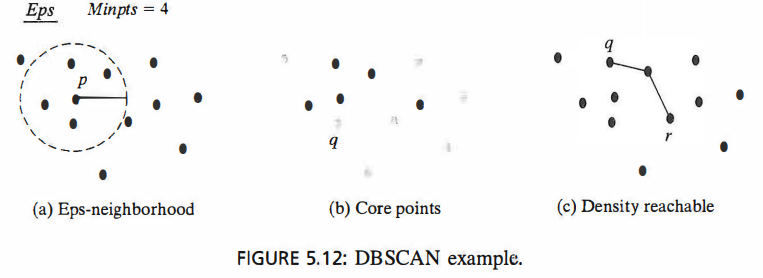 Eps Minpts = 4
p
q
q
r
(a) Eps-neighborhood
(b) Core points
(c) Density reachable
FIGURE 5.12: DBSCAN example.